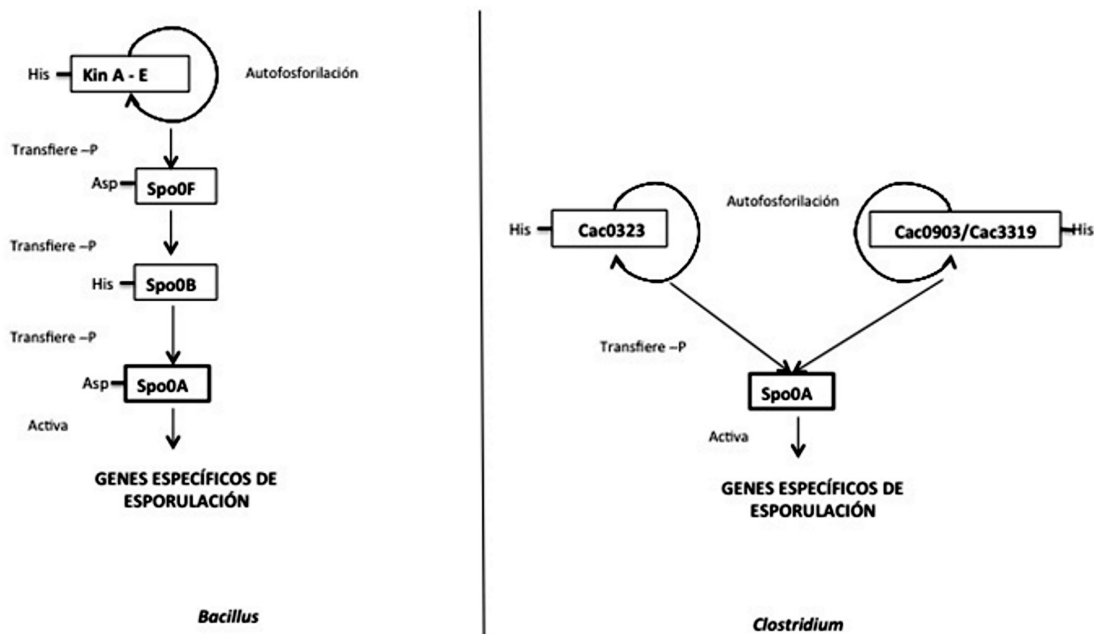 His
Kin A - E
Autofosforilación
Transfiere –P
Asp
Spo0F
Transfiere –P
His
Spo0B
Transfiere –P
Asp
Spo0A
Activa
GENES ESPECÍFICOS DE
ESPORULACIÓN
Bacillus
His
Cac0323
Autofosforilación
Cac0903/Cac3319
His
Transfiere –P
Spo0A
Activa
GENES ESPECÍFICOS DE
ESPORULACIÓN
Clostridium